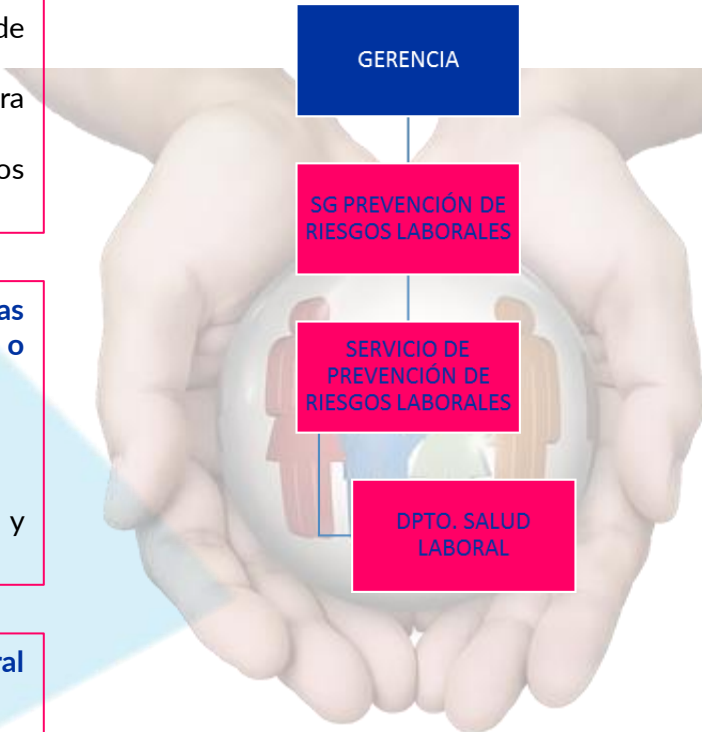 de
ra
os
as
o
y
ral
GERENCIA
SG PREVENCIÓN DE
RIESGOS LABORALES
SERVICIO DE
PREVENCIÓN DE
RIESGOS LABORALES
DPTO. SALUD
LABORAL